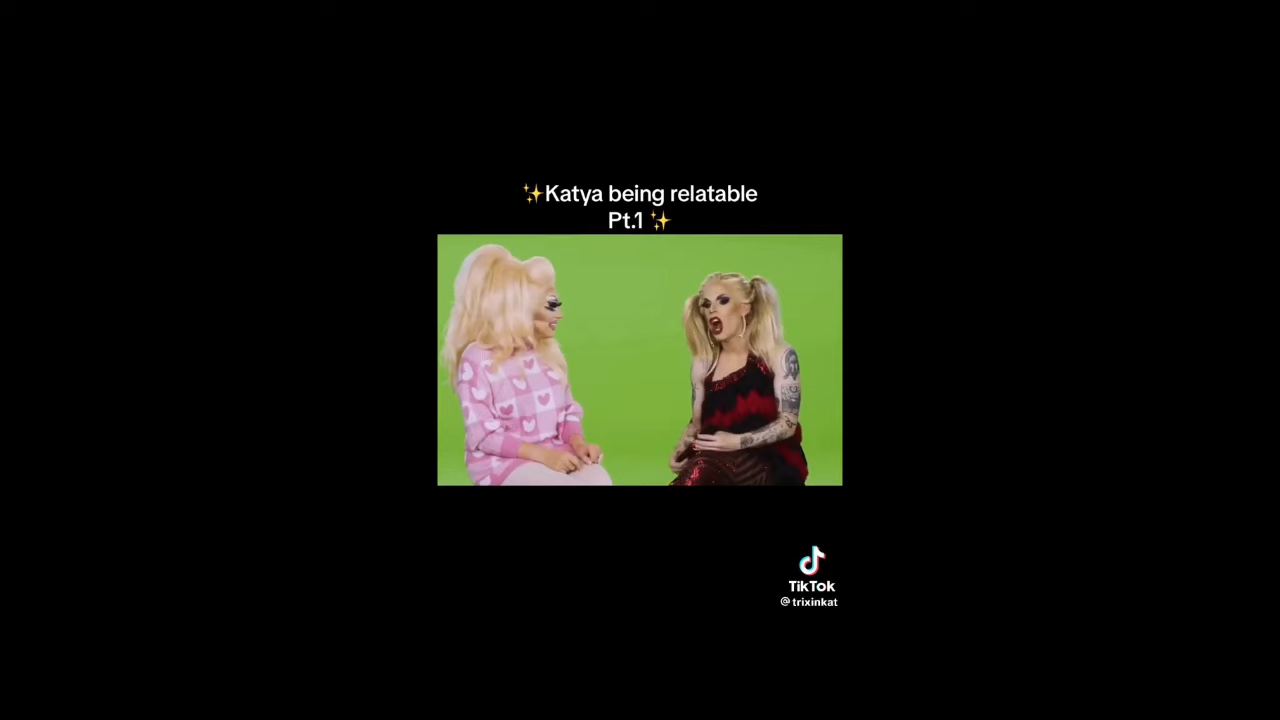 ✨Katya being relatable
Pt.1 ✨
TikTok
@trixinkat